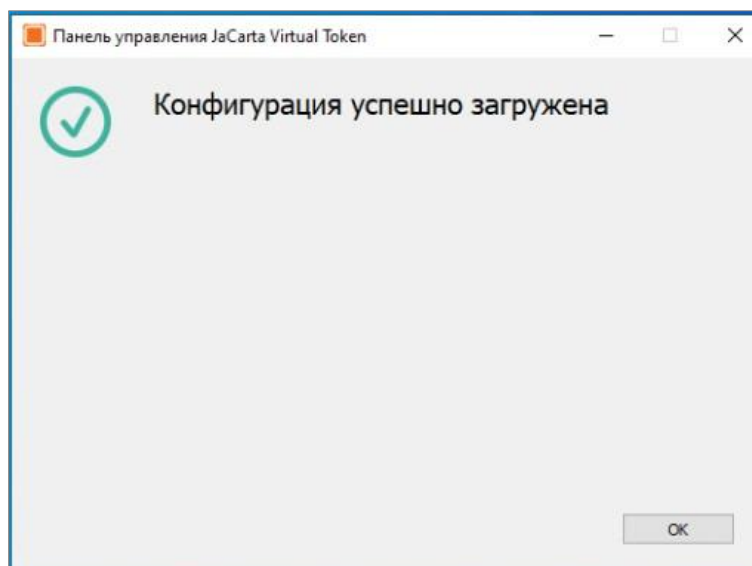 Панель управления JaCarta Virtual Token
Конфигурация успешно загружена
OK